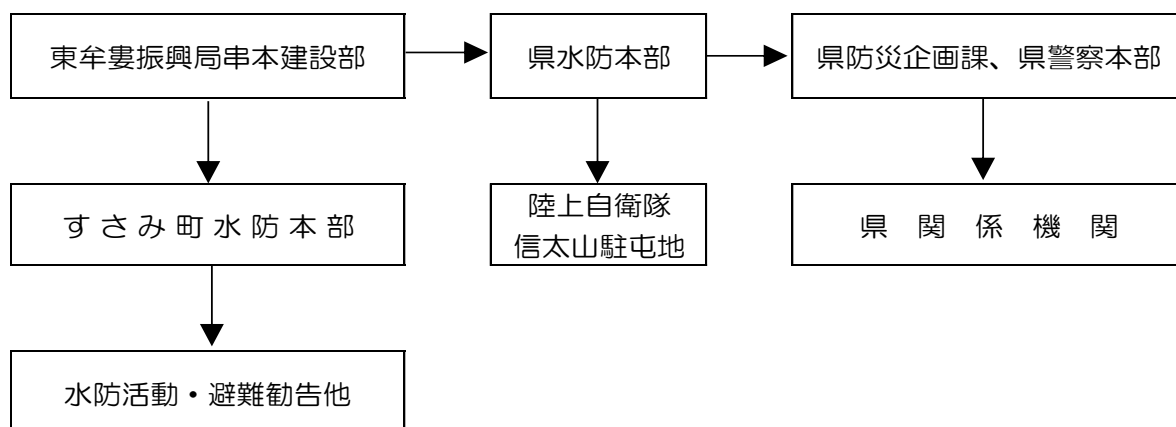 東牟婁振興局串本建設部
県水防本部
県防災企画課、県警察本部
すさみ町水防本部
陸上自衛隊
信太山駐屯地
県関係機関
水防活動・避難勧告他